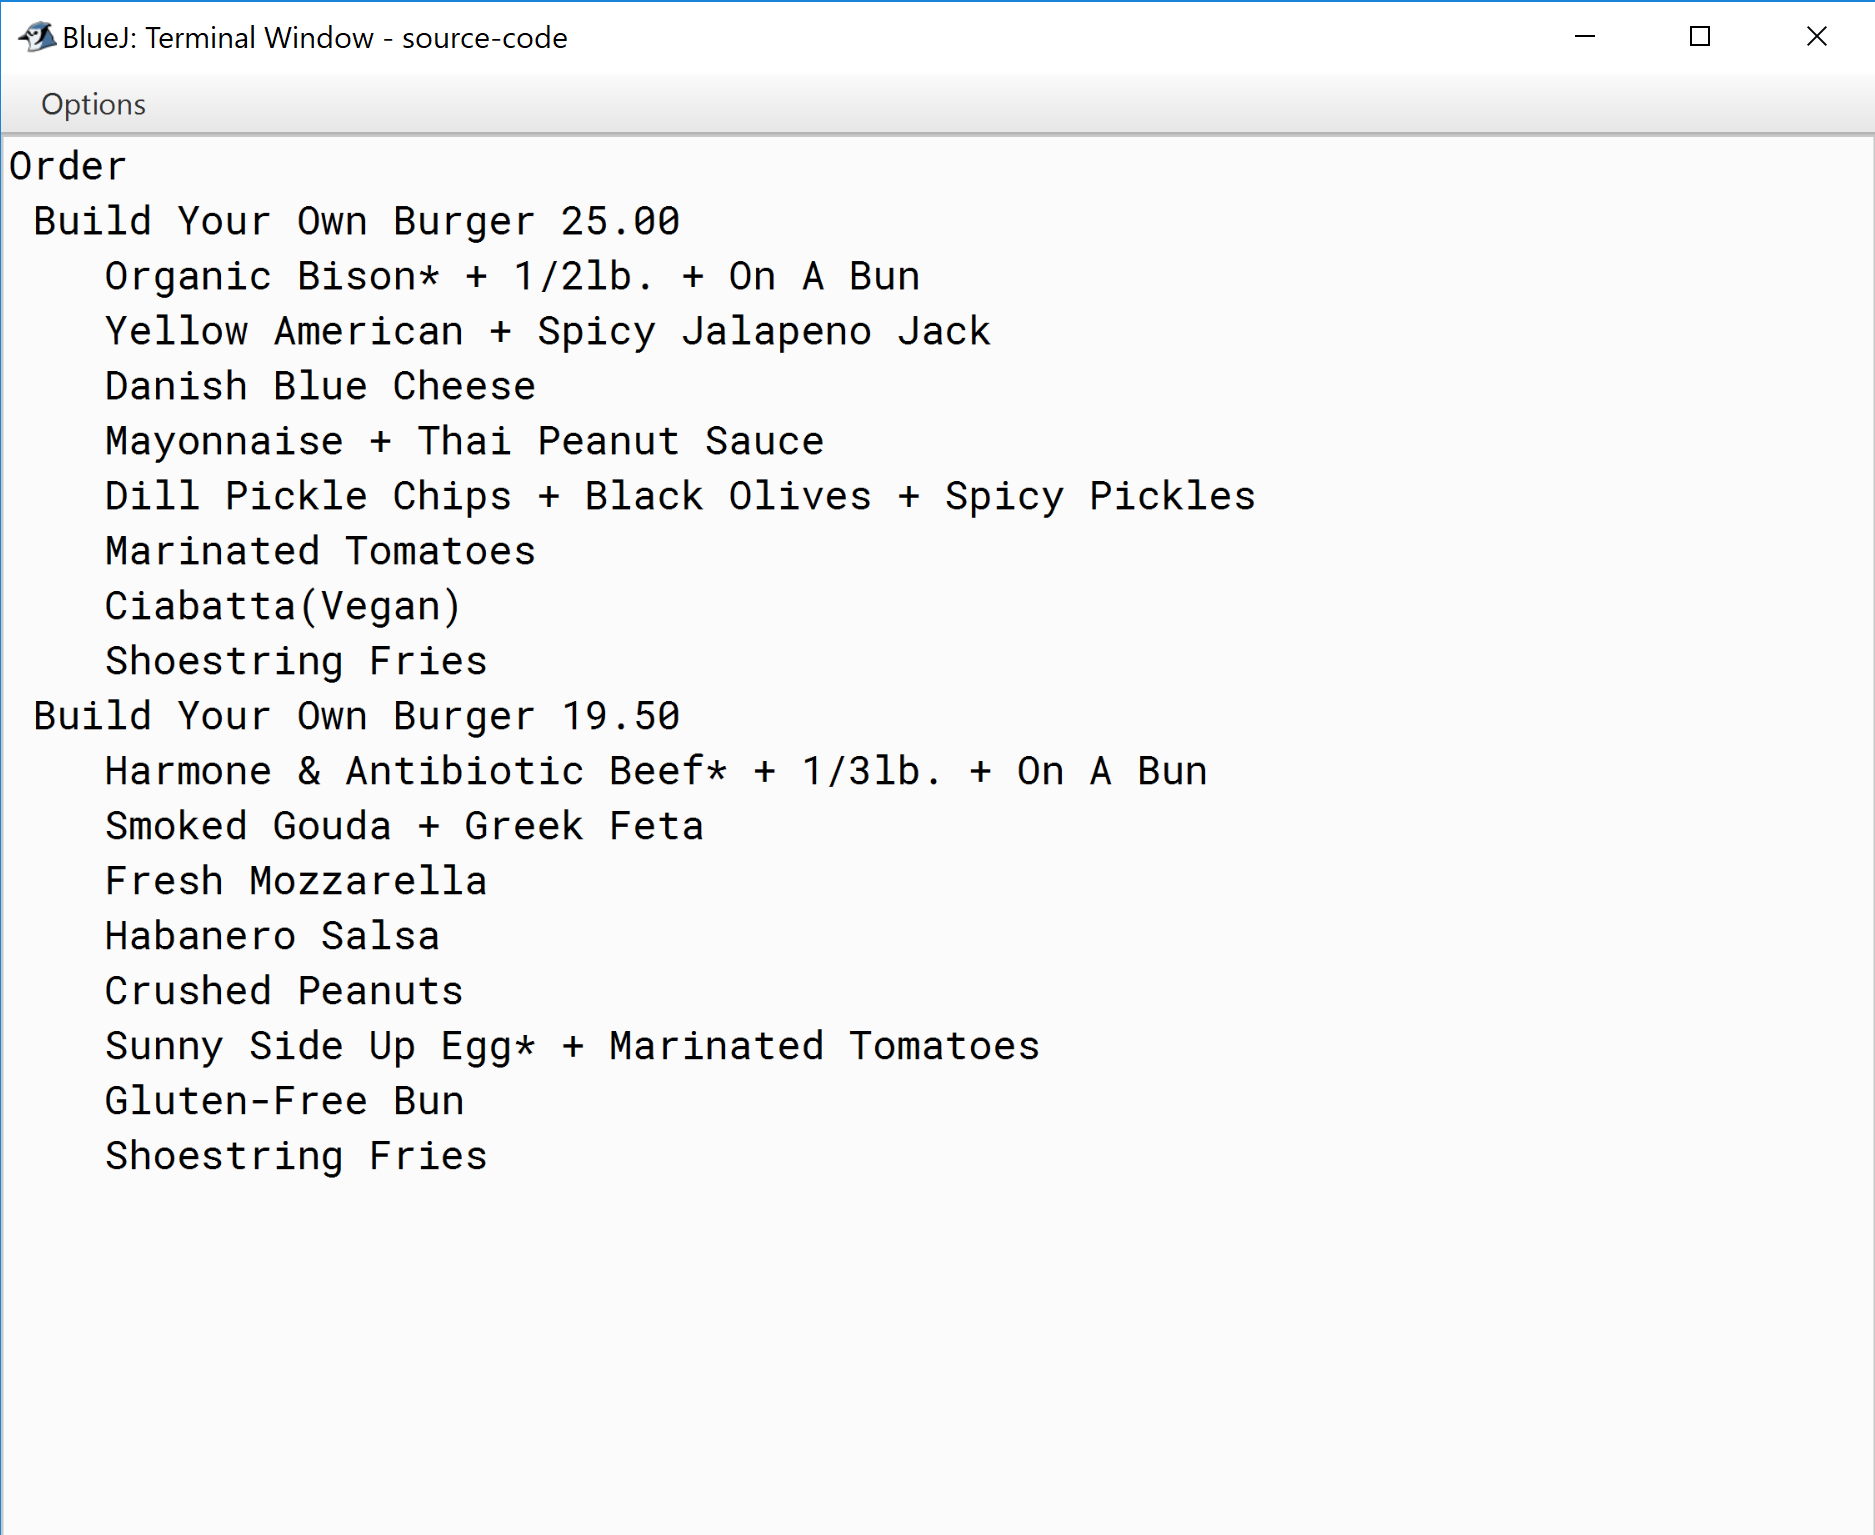 BlueJ: Terminal Window - source-code
Options
Order
Build Your Own Burger 25.00
Organic Bison* + 1/2lb. + On A Bun
Yellow American + Spicy Jalapeno Jack
Danish Blue Cheese
Mayonnaise + Thai Peanut Sauce
Dill Pickle Chips + Black Olives + Spicy Pickles
Marinated Tomatoes
Ciabatta(Vegan)
Shoestring Fries
Build Your Own Burger 19.50
Harmone & Antibiotic Beef* + 1/3lb. + On A Bun
Smoked Gouda + Greek Feta
Fresh Mozzarella
Habanero Salsa
Crushed Peanuts
Sunny Side Up Egg* + Marinated Tomatoes
Gluten-Free Bun
Shoestring Fries